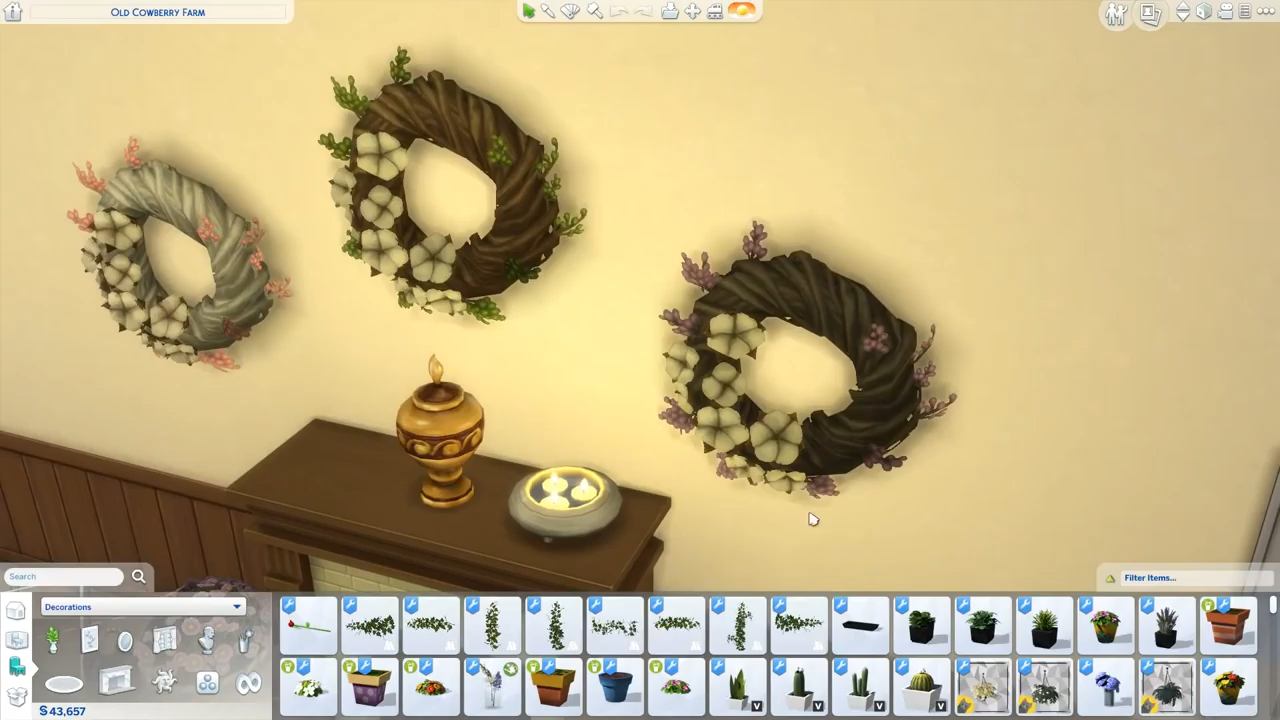 Old Cowberry Farm
Search
Filter Items...
Decorations
V
V
V
V
§43,657